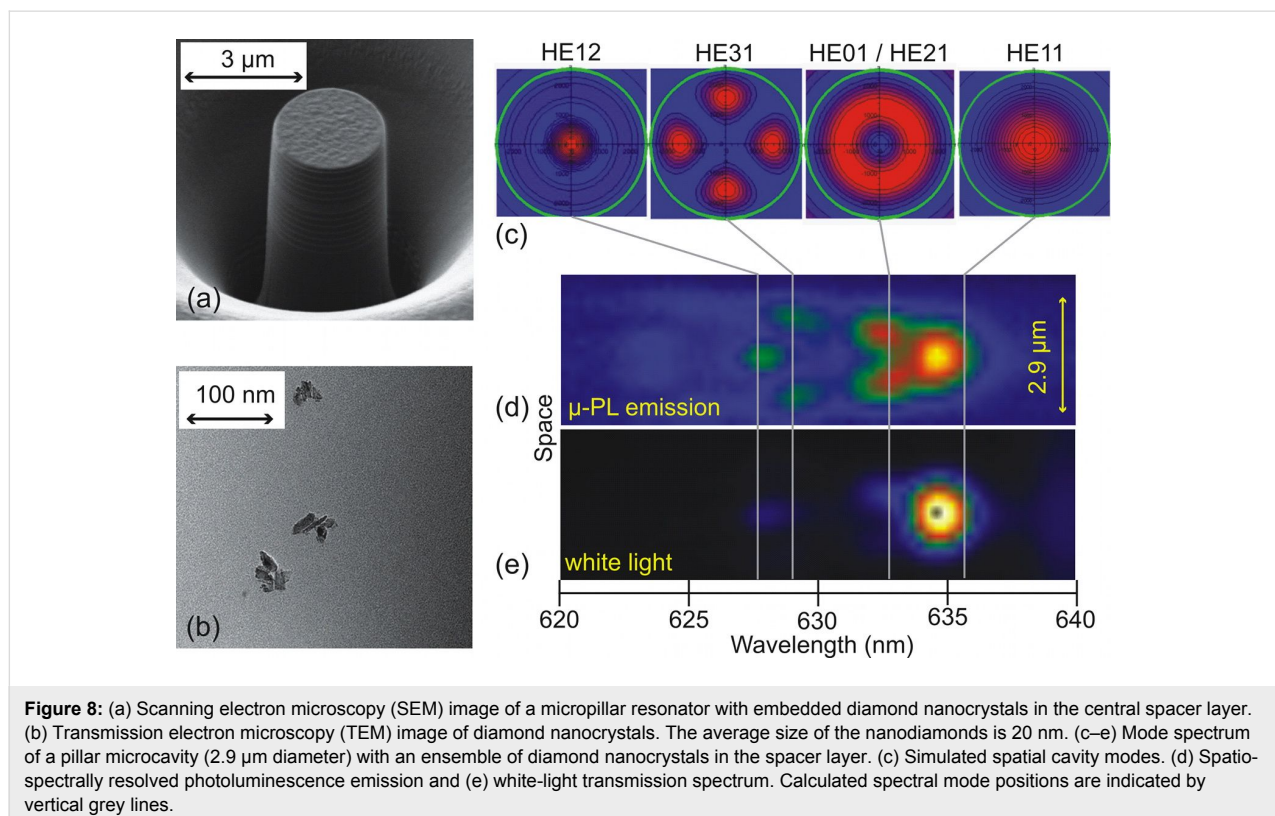 3 µm
(a)
100 nm
(b)
HE12 HE31 HE01 / HE21 HE11
(c)
2.9 µm
(d)
µ-PL emission
Space
(e)
white light
620 625 630 635 640
Wavelength (nm)
Figure 8: (a) Scanning electron microscopy (SEM) image of a micropillar resonator with embedded diamond nanocrystals in the central spacer layer.
(b) Transmission electron microscopy (TEM) image of diamond nanocrystals. The average size of the nanodiamonds is 20 nm. (c–e) Mode spectrum
of a pillar microcavity (2.9 µm diameter) with an ensemble of diamond nanocrystals in the spacer layer. (c) Simulated spatial cavity modes. (d) Spatio-
spectrally resolved photoluminescence emission and (e) white-light transmission spectrum. Calculated spectral mode positions are indicated by
vertical grey lines.